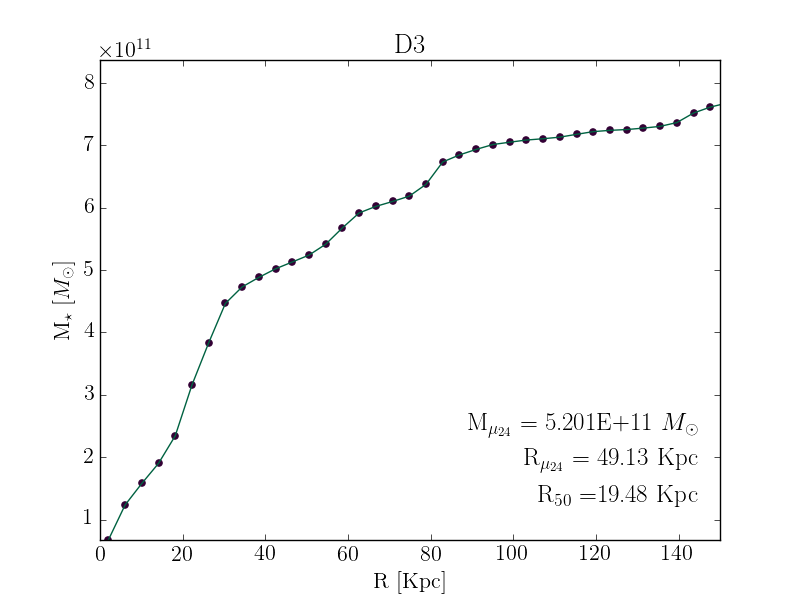 D3
×10¹¹
8
7
6
5
4
3
2
1
M⋆ [M⊙]
M_μ24 = 5.201E+11 M⊙
R_μ24 = 49.13 Kpc
R50 =19.48 Kpc
0 20 40 60 80 100 120 140
R [Kpc]